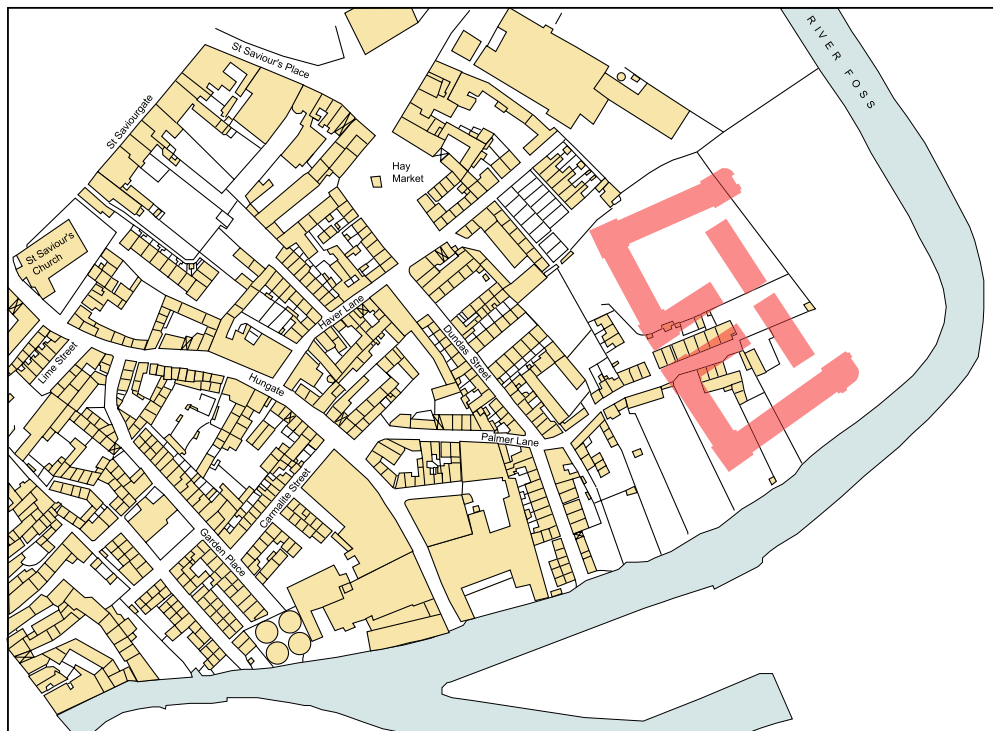 RIVER FOSS
St Saviour's Place
St Saviourgate
Hay
Market
St Saviour's
Church
Haver Lane
Lime Street
Dundas Street
Hungate
Palmer Lane
Carmalite Street
Garden Place